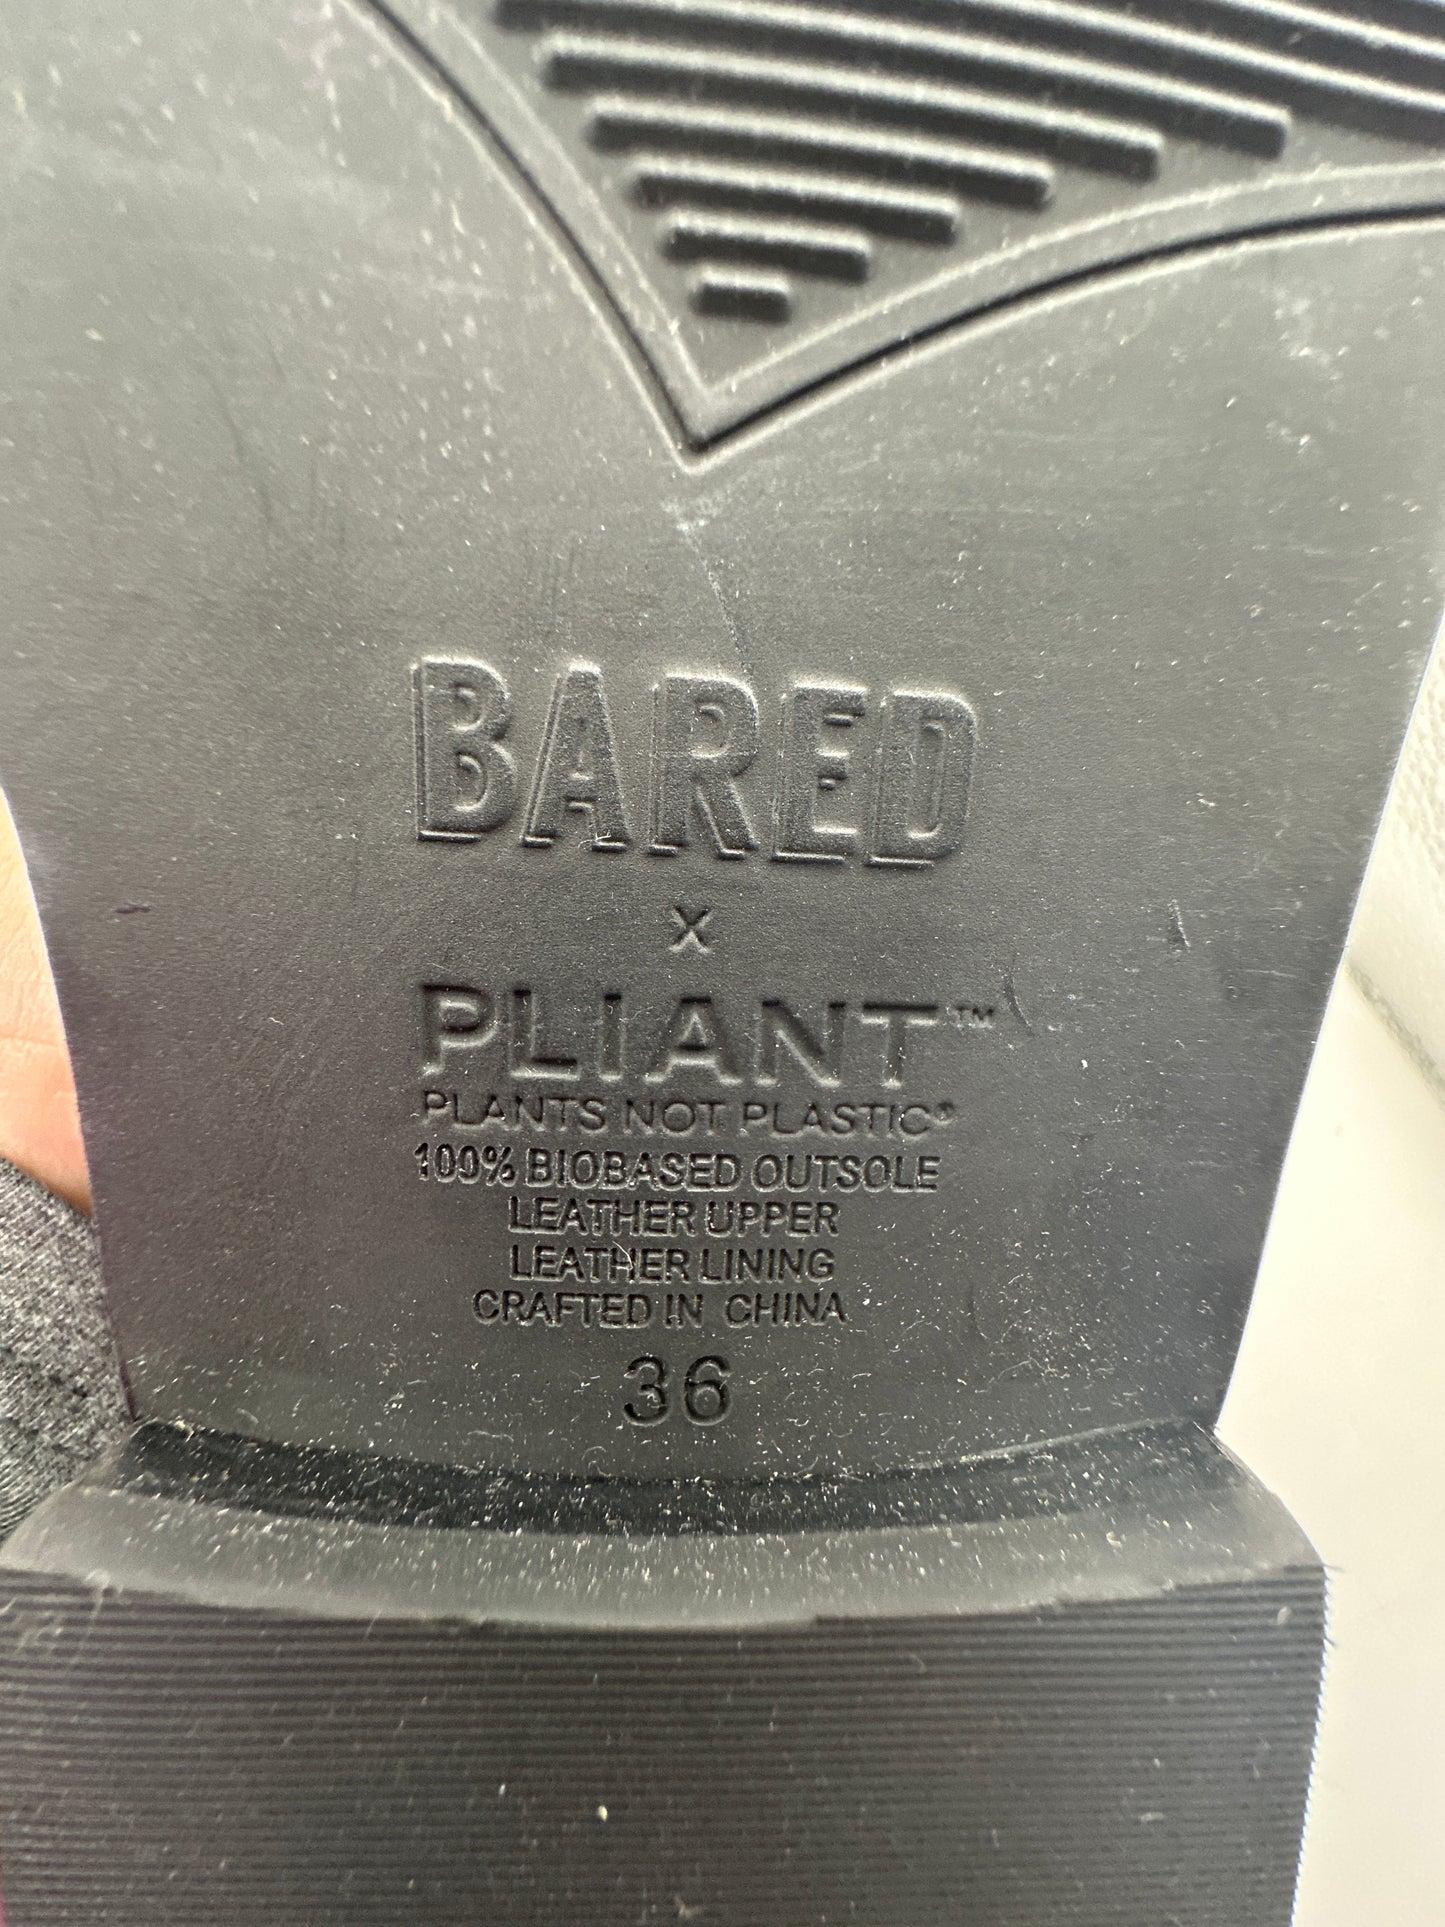 BARED
x
PLIANT™
PLANTS NOT PLASTIC®
100% BIOBASED OUTSOLE
LEATHER UPPER
LEATHER LINING
CRAFTED IN CHINA
36